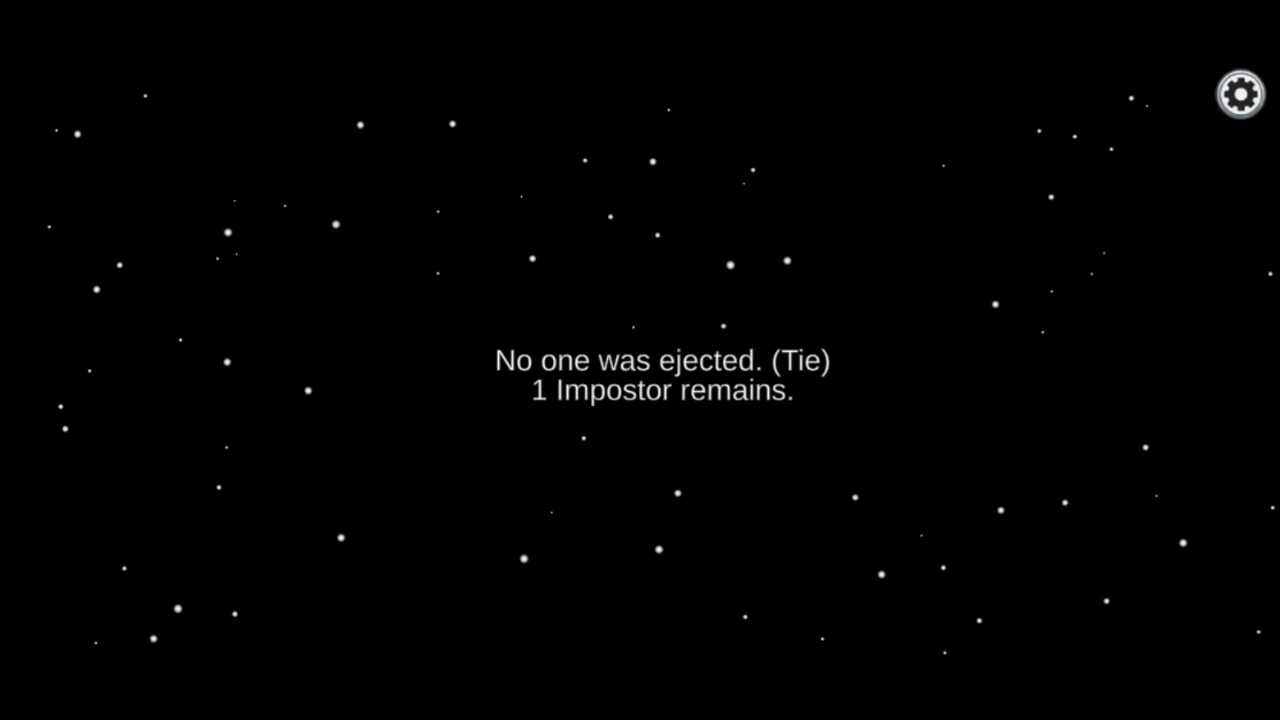 No one was ejected. (Tie)
1 Impostor remains.